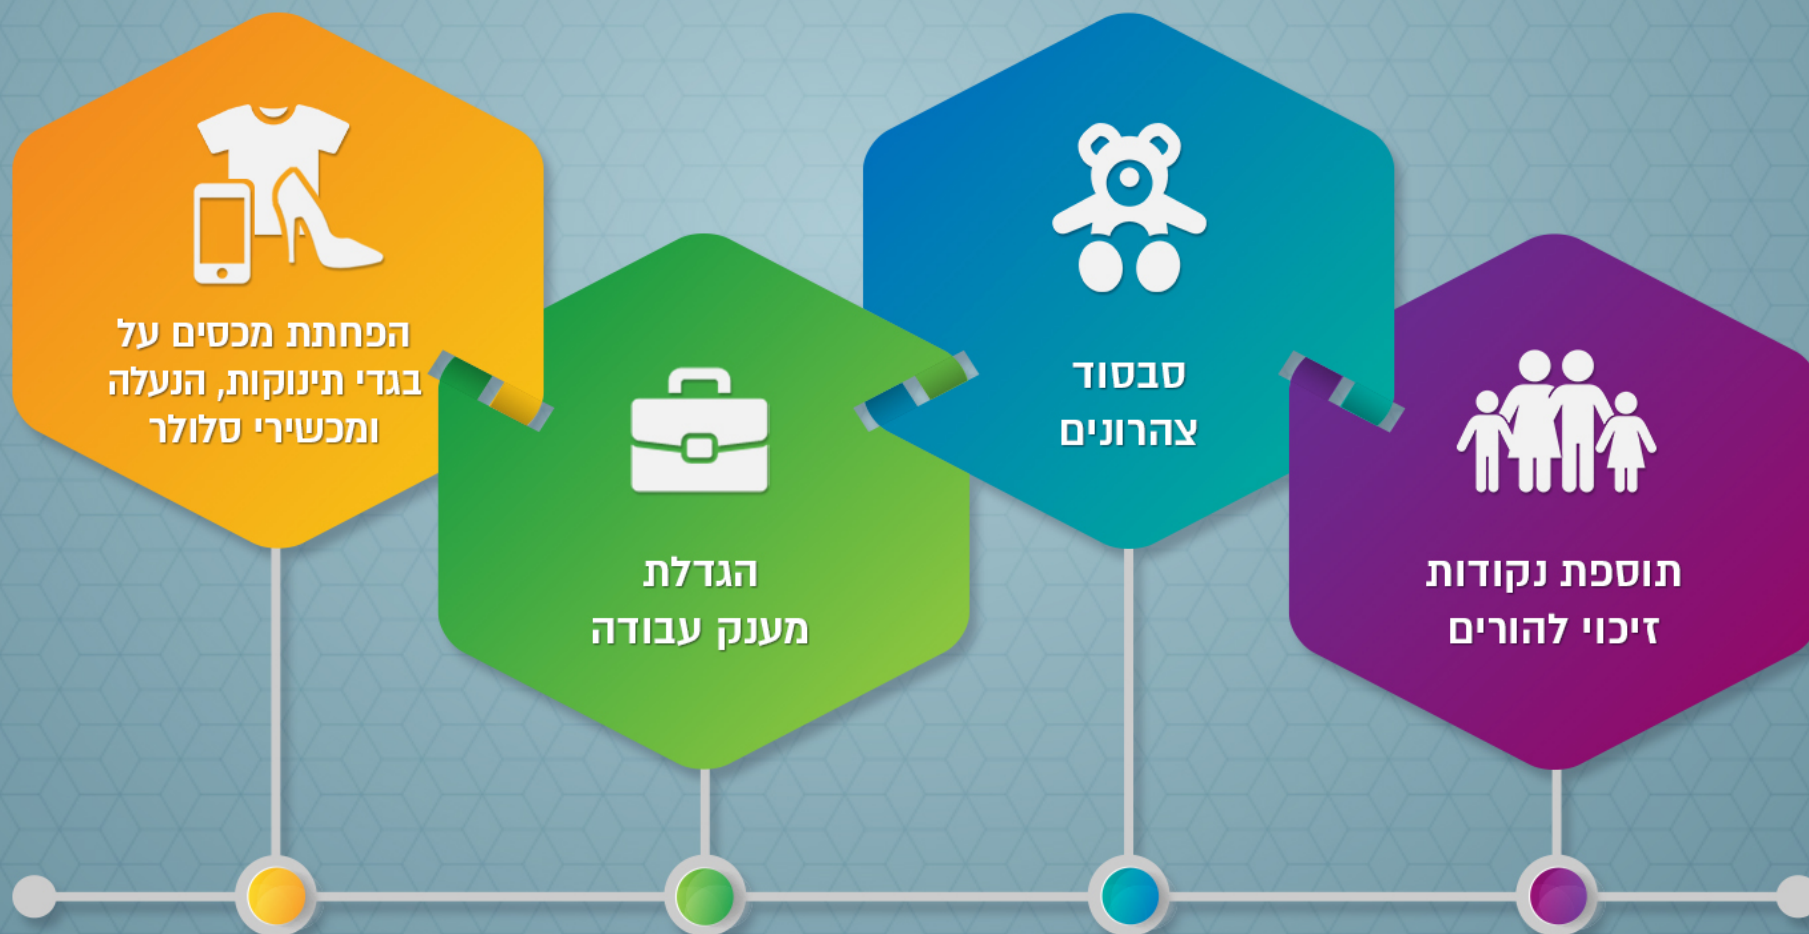 תוספת נקודות
זיכוי להורים
סבסוד
צהרונים
הגדלת
מענק עבודה
הפחתת מכסים על
בגדי תינוקות, הנעלה
ומכשירי סלולר